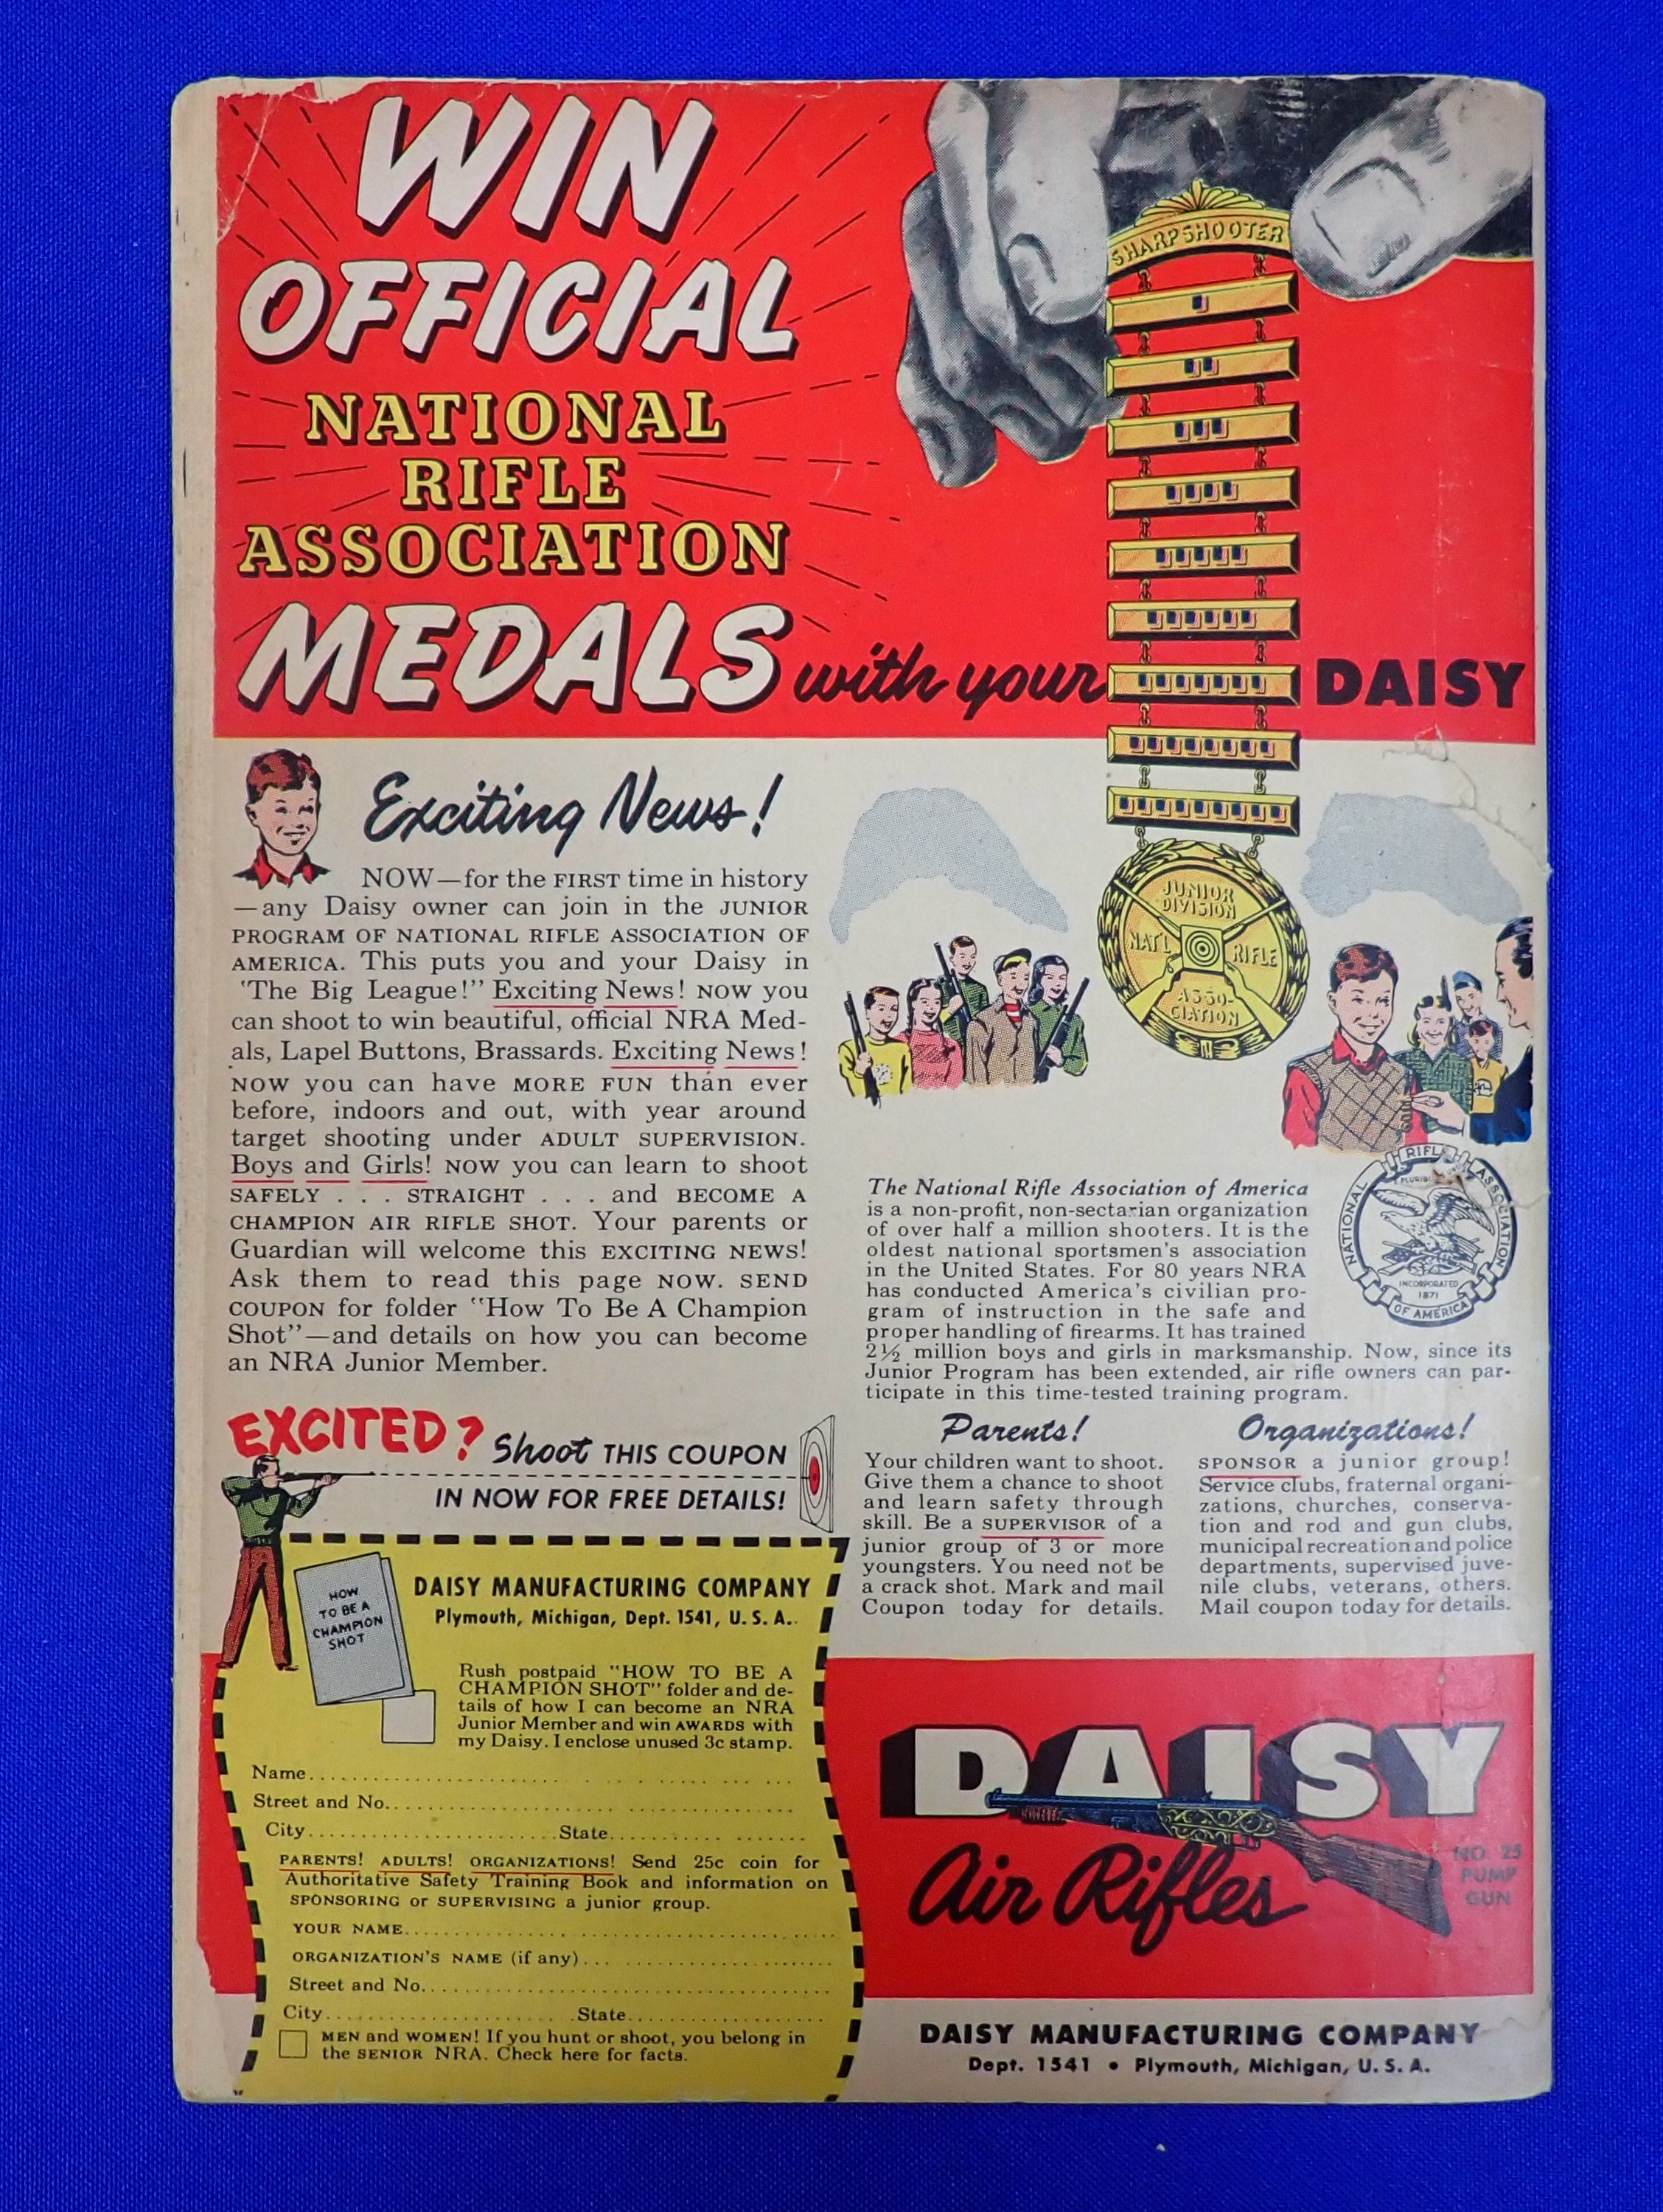 WIN
OFFICIAL
NATIONAL
RIFLE
ASSOCIATION
MEDALS with your DAISY
SHARPSHOOTER
JUNIOR
DIVISION
NAT'L RIFLE
ASSO-
CIATION
Exciting News!
NOW—for the FIRST time in history
—any Daisy owner can join in the JUNIOR
PROGRAM OF NATIONAL RIFLE ASSOCIATION OF
AMERICA. This puts you and your Daisy in
'The Big League!" Exciting News! NOW you
can shoot to win beautiful, official NRA Med-
als, Lapel Buttons, Brassards. Exciting News!
NOW you can have MORE FUN than ever
before, indoors and out, with year around
target shooting under ADULT SUPERVISION.
Boys and Girls! NOW you can learn to shoot
SAFELY . . . STRAIGHT . . . and BECOME A
CHAMPION AIR RIFLE SHOT. Your parents or
Guardian will welcome this EXCITING NEWS!
Ask them to read this page NOW. SEND
COUPON for folder "How To Be A Champion
Shot"—and details on how you can become
an NRA Junior Member.
The National Rifle Association of America
is a non-profit, non-sectarian organization
of over half a million shooters. It is the
oldest national sportsmen's association
in the United States. For 80 years NRA
has conducted America's civilian pro-
gram of instruction in the safe and
proper handling of firearms. It has trained
2½ million boys and girls in marksmanship. Now, since its
Junior Program has been extended, air rifle owners can par-
ticipate in this time-tested training program.
NATIONAL RIFLE ASSOCIATION
INCORPORATED
1871
OF AMERICA
Parents!
Your children want to shoot.
Give them a chance to shoot
and learn safety through
skill. Be a SUPERVISOR of a
junior group of 3 or more
youngsters. You need not be
a crack shot. Mark and mail
Coupon today for details.
Organizations!
SPONSOR a junior group!
Service clubs, fraternal organi-
zations, churches, conserva-
tion and rod and gun clubs,
municipal recreation and police
departments, supervised juve-
nile clubs, veterans, others.
Mail coupon today for details.
EXCITED? Shoot THIS COUPON
IN NOW FOR FREE DETAILS!
HOW
TO BE A
CHAMPION
SHOT
DAISY MANUFACTURING COMPANY
Plymouth, Michigan, Dept. 1541, U. S. A.
Rush postpaid "HOW TO BE A
CHAMPION SHOT" folder and de-
tails of how I can become an NRA
Junior Member and win AWARDS with
my Daisy. I enclose unused 3c stamp.
Name
Street and No.
City State
PARENTS! ADULTS! ORGANIZATIONS! Send 25c coin for
Authoritative Safety Training Book and information on
SPONSORING or SUPERVISING a junior group.
YOUR NAME
ORGANIZATION'S NAME (if any)
Street and No.
City State
MEN and WOMEN! If you hunt or shoot, you belong in
the SENIOR NRA. Check here for facts.
DAISY
Air Rifles
NO. 25
PUMP
GUN
DAISY MANUFACTURING COMPANY
Dept. 1541 • Plymouth, Michigan, U. S. A.